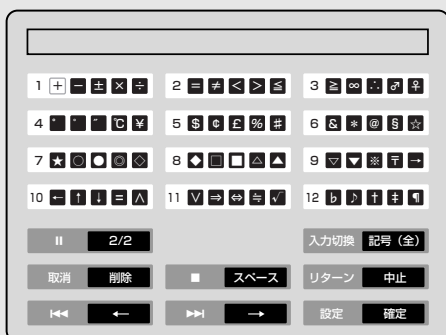 1 + − ± × ÷ 2 = ≠ < > ≦ 3 ≧ ∞ ∴ ♂ ♀
4 ° ′ ″ ℃ ¥ 5 $ ¢ £ % # 6 & * @ § ☆
7 ★ ○ ● ◎ ◇ 8 ◆ □ ■ △ ▲ 9 ▽ ▼ ※ 〒 →
10 ← ↑ ↓ 〓 ∧ 11 ∨ ⇒ ⇔ ≒ √ 12 ♭ ♪ † ‡ ¶
2/2 入力切換 記号（全）
取消 削除 ■ スペース リターン 中止
⏮ ← ⏭ → 設定 確定